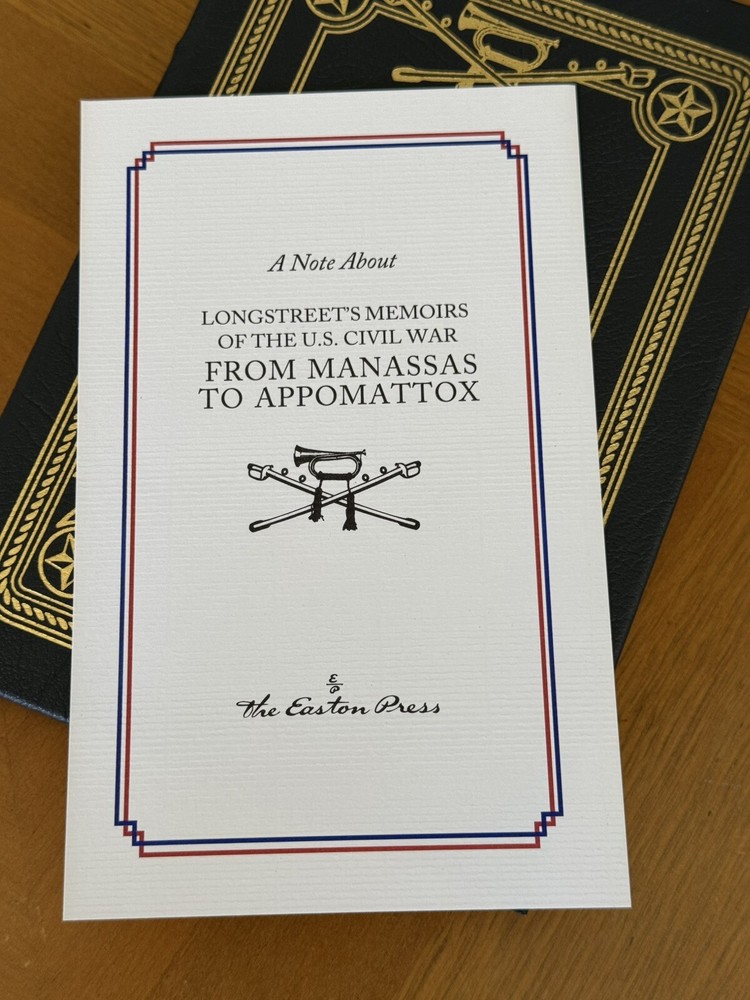 A Note About
LONGSTREET'S MEMOIRS
OF THE U.S. CIVIL WAR
FROM MANASSAS
TO APPOMATTOX
E
P
the Easton Press